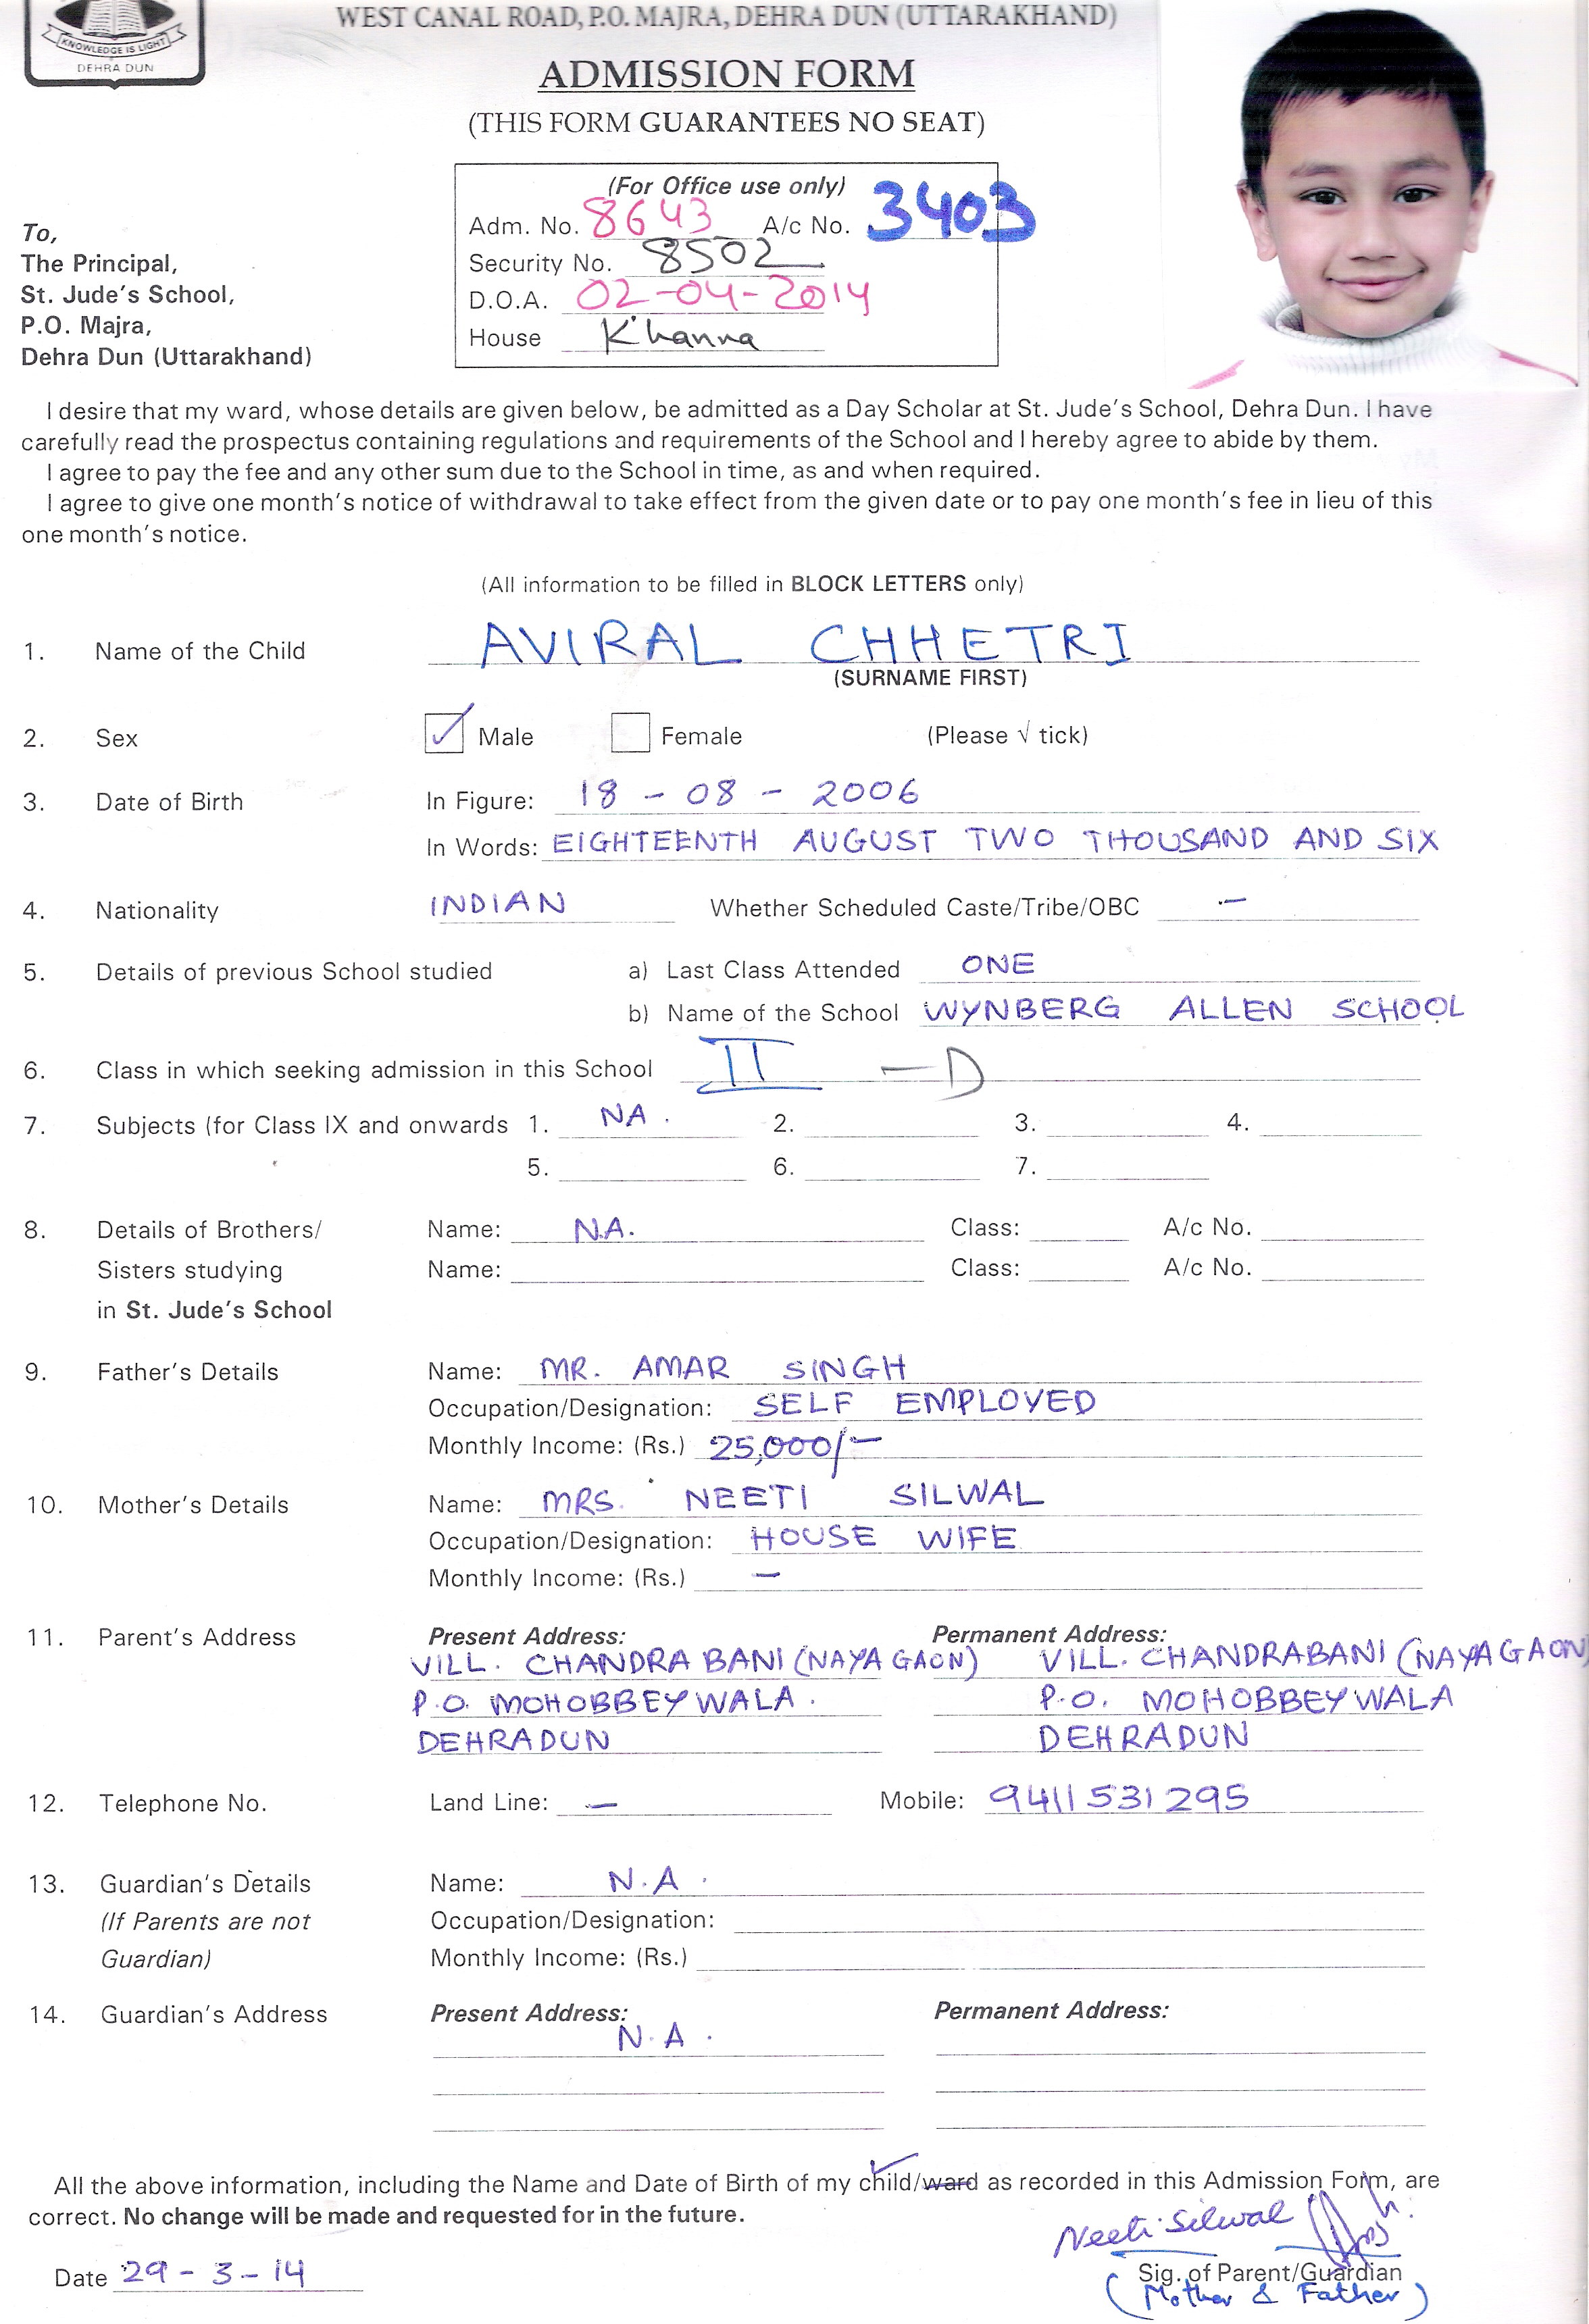 KNOWLEDGE IS LIGHT
DEHRA DUN
WEST CANAL ROAD, P.O. MAJRA, DEHRA DUN (UTTARAKHAND)
ADMISSION FORM
(THIS FORM GUARANTEES NO SEAT)
(For Office use only)
Adm. No. 8643 A/c No. 3403
Security No. 8502
D.O.A. 02-04-2014
House Khanna
To,
The Principal,
St. Jude's School,
P.O. Majra,
Dehra Dun (Uttarakhand)
I desire that my ward, whose details are given below, be admitted as a Day Scholar at St. Jude's School, Dehra Dun. I have
carefully read the prospectus containing regulations and requirements of the School and I hereby agree to abide by them.
I agree to pay the fee and any other sum due to the School in time, as and when required.
I agree to give one month's notice of withdrawal to take effect from the given date or to pay one month's fee in lieu of this
one month's notice.
(All information to be filled in BLOCK LETTERS only)
1. Name of the Child AVIRAL CHHETRI
(SURNAME FIRST)
2. Sex ✓ Male Female (Please √ tick)
3. Date of Birth In Figure: 18 - 08 - 2006
In Words: EIGHTEENTH AUGUST TWO THOUSAND AND SIX
4. Nationality INDIAN Whether Scheduled Caste/Tribe/OBC -
5. Details of previous School studied a) Last Class Attended ONE
b) Name of the School WYNBERG ALLEN SCHOOL
6. Class in which seeking admission in this School II - D
7. Subjects (for Class IX and onwards 1. NA . 2. 3. 4.
5. 6. 7.
8. Details of Brothers/ Name: N.A. Class: A/c No.
Sisters studying Name: Class: A/c No.
in St. Jude's School
9. Father's Details Name: MR. AMAR SINGH
Occupation/Designation: SELF EMPLOYED
Monthly Income: (Rs.) 25,000/-
10. Mother's Details Name: MRS. NEETI SILWAL
Occupation/Designation: HOUSE WIFE
Monthly Income: (Rs.) -
11. Parent's Address Present Address: Permanent Address:
VILL. CHANDRA BANI (NAYA GAON) VILL. CHANDRABANI (NAYA GAON)
P.O. MOHOBBEY WALA . P.O. MOHOBBEY WALA
DEHRADUN DEHRADUN
12. Telephone No. Land Line: - Mobile: 9411531295
13. Guardian's Details Name: N.A .
(If Parents are not Occupation/Designation:
Guardian) Monthly Income: (Rs.)
14. Guardian's Address Present Address: Permanent Address:
N.A .
All the above information, including the Name and Date of Birth of my child/ward as recorded in this Admission Form, are
correct. No change will be made and requested for in the future.
Neeti Silwal
Date 29 - 3 - 14 Sig. of Parent/Guardian
(Mother & Father)